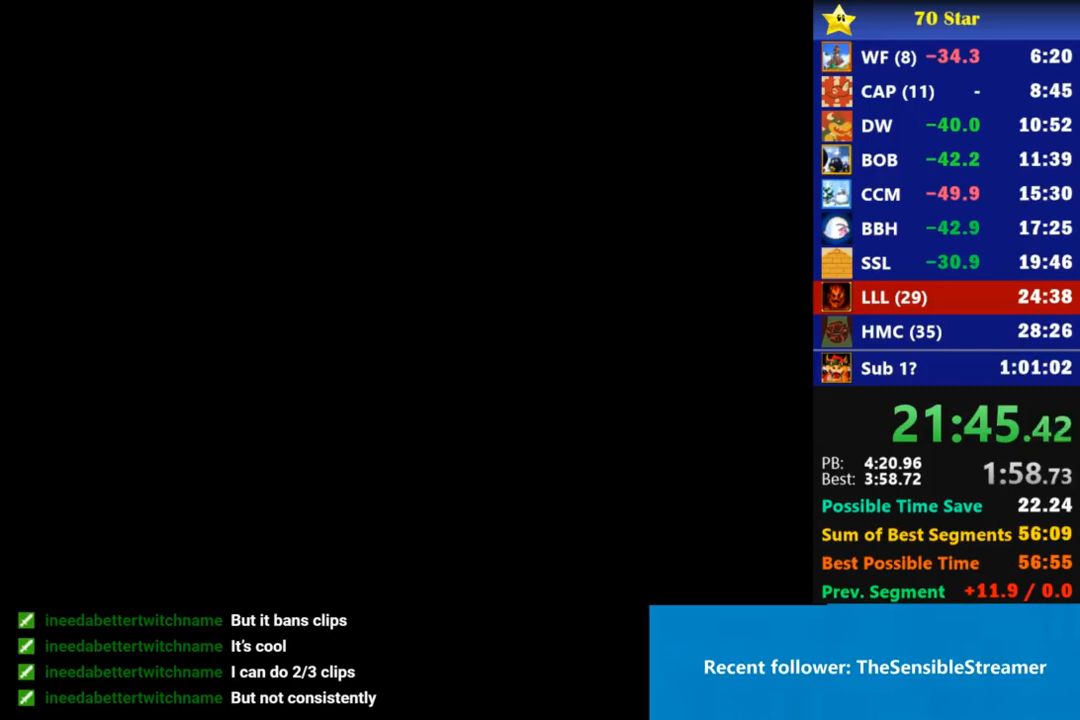 70 Star
WF (8) -34.3 6:20
CAP (11) - 8:45
DW -40.0 10:52
BOB -42.2 11:39
CCM -49.9 15:30
BBH -42.9 17:25
SSL -30.9 19:46
LLL (29) 24:38
HMC (35) 28:26
Sub 1? 1:01:02
21:45.42
PB: 4:20.96
Best: 3:58.72
1:58.73
Possible Time Save 22.24
Sum of Best Segments 56:09
Best Possible Time 56:55
Prev. Segment +11.9 / 0.0
ineedabettertwitchname But it bans clips
ineedabettertwitchname It's cool
ineedabettertwitchname I can do 2/3 clips
ineedabettertwitchname But not consistently
Recent follower: TheSensibleStreamer